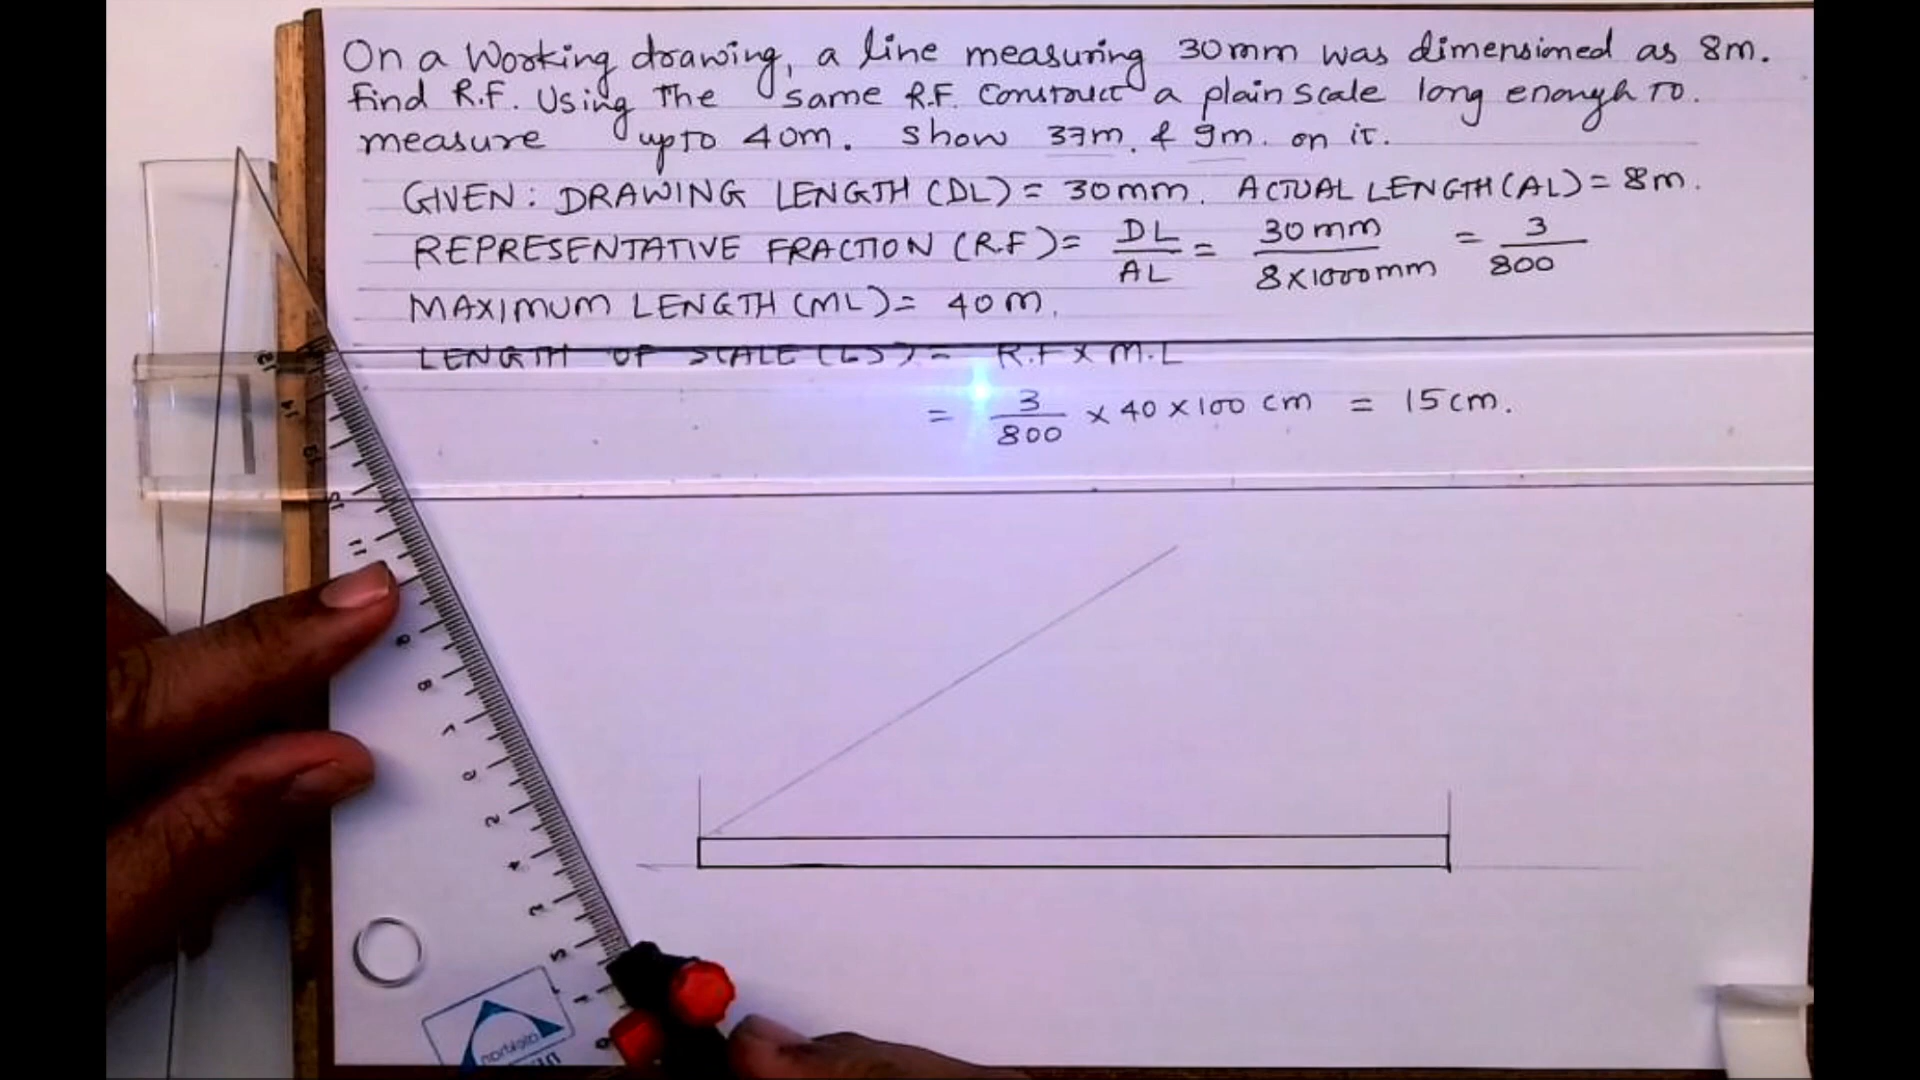 On a Working drawing, a line measuring 30mm was dimensioned as 8m.
find R.F. Using The same R.F. Construct a plain scale long enough To.
measure upto 40m. Show 37m. & 9m. on it.
GIVEN: DRAWING LENGTH (DL) = 30mm. ACTUAL LENGTH (AL) = 8m.
REPRESENTATIVE FRACTION (R.F) = DL/AL = 30mm/8×1000mm = 3/800
MAXIMUM LENGTH (ML) = 40m.
LENGTH OF SCALE (LS) = R.F × M.L
= 3/800 × 40 × 100 cm = 15cm.